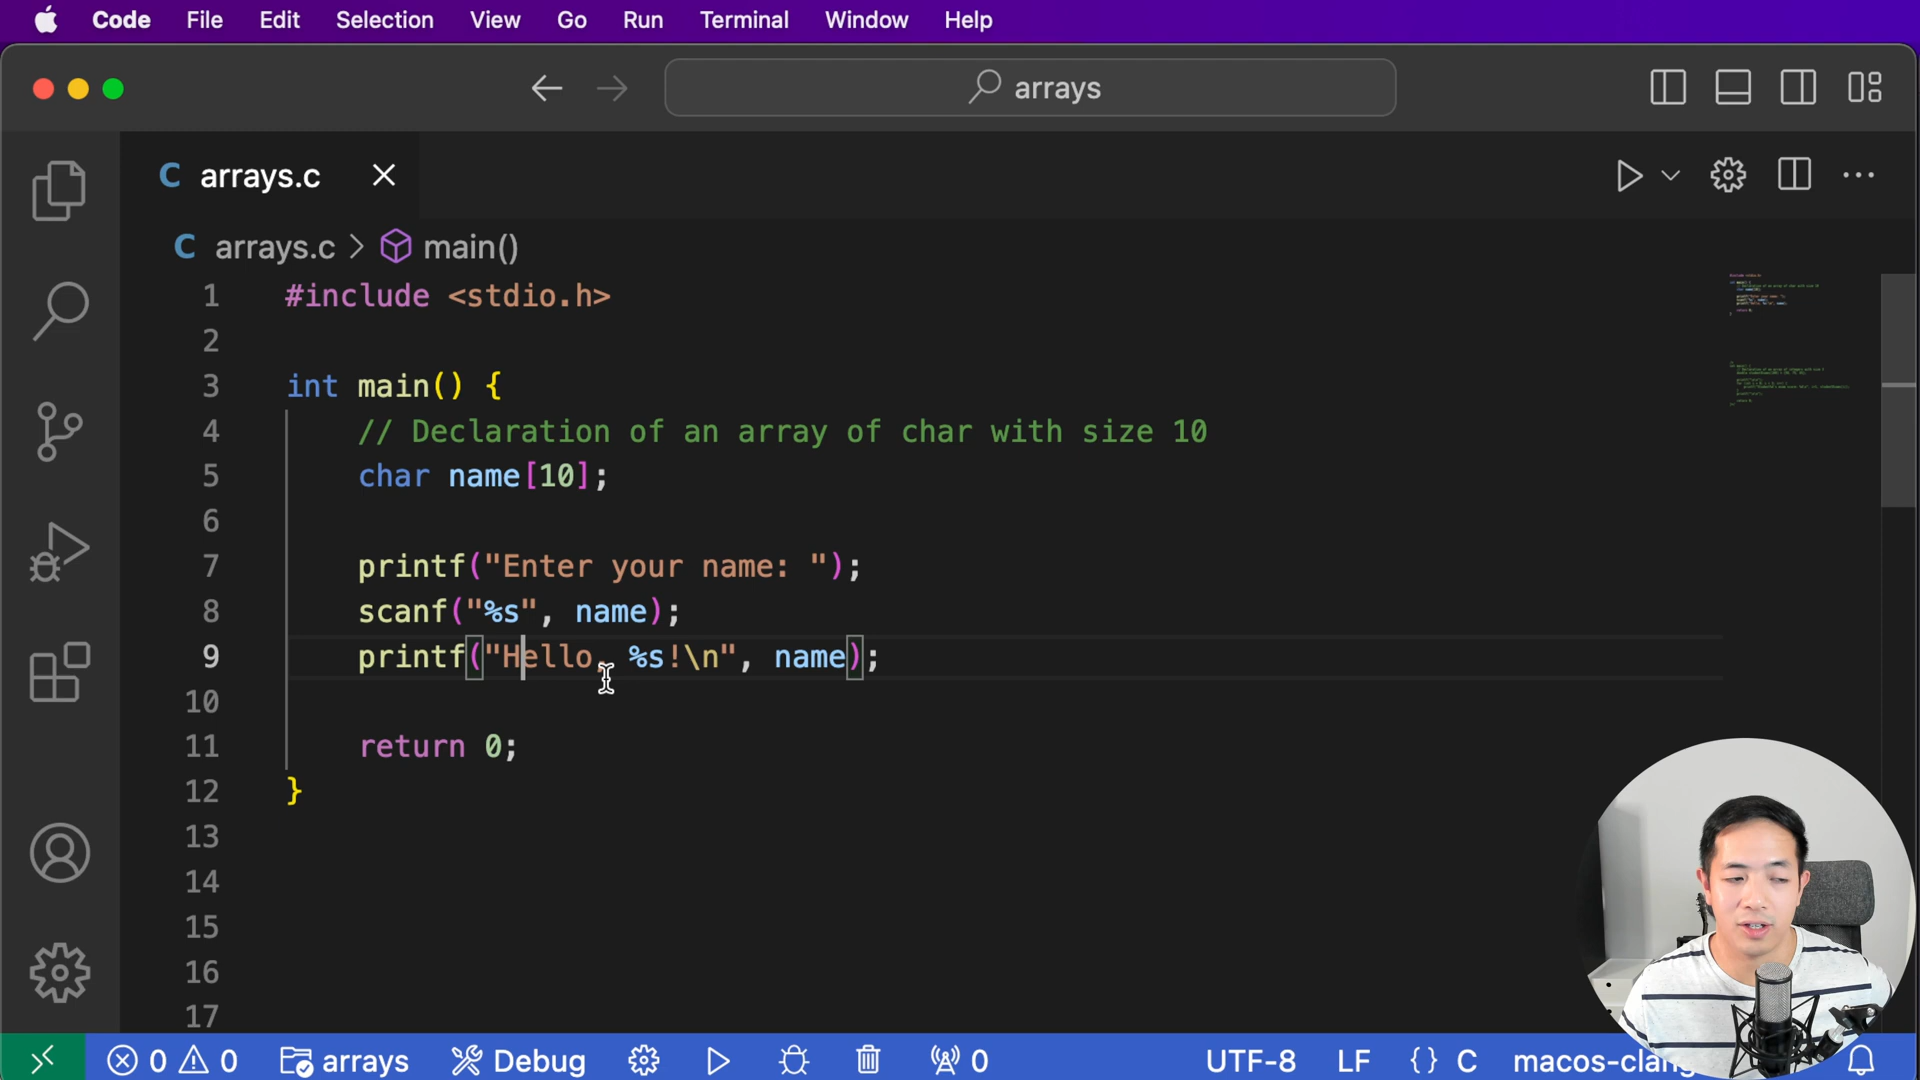 Code File Edit Selection View Go Run Terminal Window Help
arrays
C arrays.c
C arrays.c > main()
1 #include <stdio.h>
2
3 int main() {
4 // Declaration of an array of char with size 10
5 char name[10];
6
7 printf("Enter your name: ");
8 scanf("%s", name);
9 printf("Hello, %s!\n", name);
10
11 return 0;
12 }
13
14
15
16
17
0 0 arrays Debug 0 UTF-8 LF {} C macos-clang